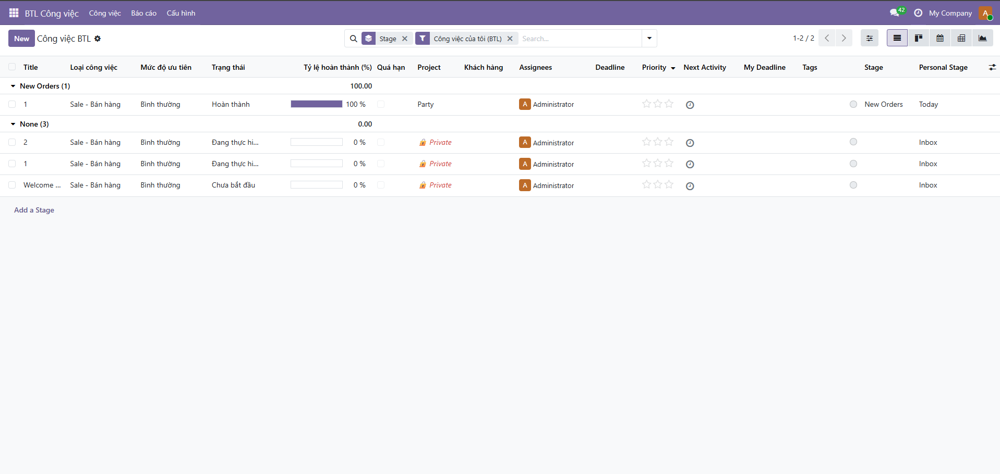 BTL Công việc Công việc Báo cáo Cấu hình 42 My Company A
New Công việc BTL Stage Công việc của tôi (BTL) Search... 1-2 / 2
Title Loại công việc Mức độ ưu tiên Trạng thái Tỷ lệ hoàn thành (%) Quá hạn Project Khách hàng Assignees Deadline Priority Next Activity My Deadline Tags Stage Personal Stage
New Orders (1) 100.00
1 Sale - Bán hàng Bình thường Hoàn thành 100 % Party A Administrator New Orders Today
None (3) 0.00
2 Sale - Bán hàng Bình thường Đang thực hi... 0 % Private A Administrator Inbox
1 Sale - Bán hàng Bình thường Đang thực hi... 0 % Private A Administrator Inbox
Welcome ... Sale - Bán hàng Bình thường Chưa bắt đầu 0 % Private A Administrator Inbox
Add a Stage